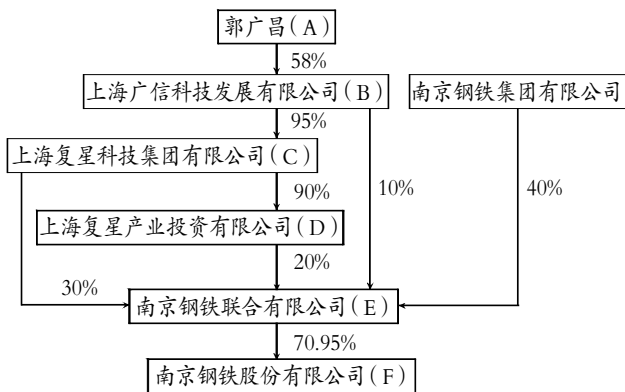 郭广昌(A)
58%
上海广信科技发展有限公司(B)
南京钢铁集团有限公司
95%
上海复星科技集团有限公司(C)
90%
10%
40%
上海复星产业投资有限公司(D)
20%
30%
南京钢铁联合有限公司(E)
70.95%
南京钢铁股份有限公司(F)